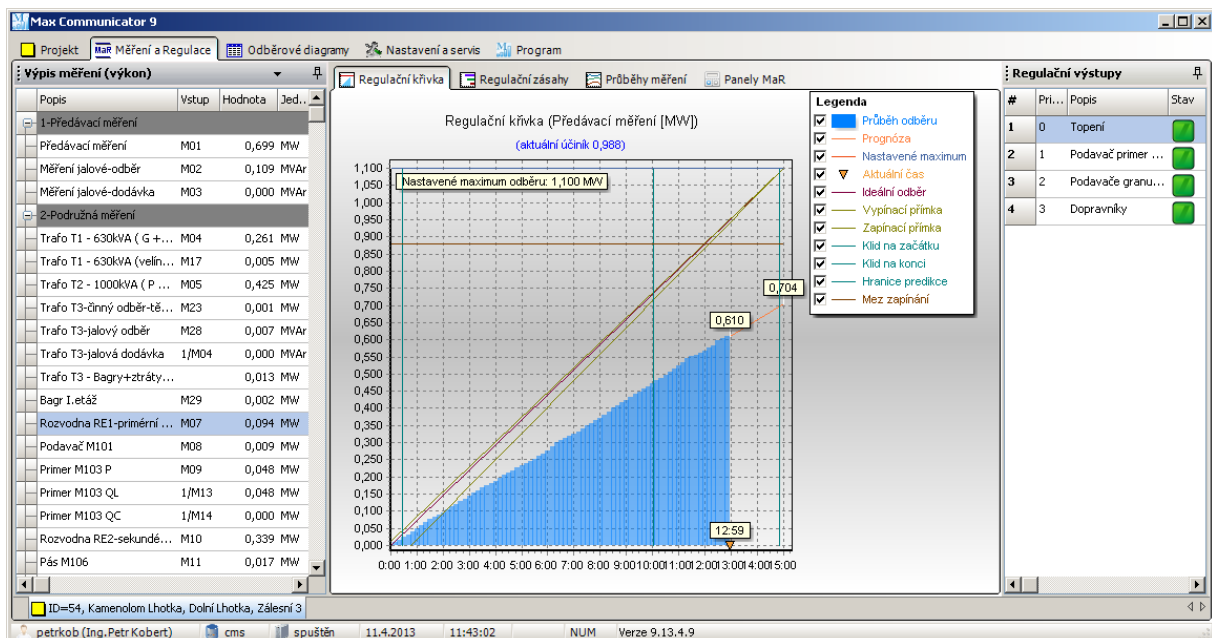 Max Communicator 9
Projekt MaR Měření a Regulace Odběrové diagramy Nastavení a servis Program
Výpis měření (výkon)
Popis Vstup Hodnota Jed..
1-Předávací měření
Předávací měření M01 0,699 MW
Měření jalové-odběr M02 0,109 MVAr
Měření jalové-dodávka M03 0,000 MVAr
2-Podružná měření
Trafo T1 - 630kVA ( G +... M04 0,261 MW
Trafo T1 - 630kVA (velín... M17 0,005 MW
Trafo T2 - 1000kVA ( P ... M05 0,425 MW
Trafo T3-činný odběr-tě... M23 0,001 MW
Trafo T3-jalový odběr M28 0,007 MVAr
Trafo T3-jalová dodávka 1/M04 0,000 MVAr
Trafo T3 - Bagry+ztráty... 0,013 MW
Bagr I.etáž M29 0,002 MW
Rozvodna RE1-primérní ... M07 0,094 MW
Podavač M101 M08 0,009 MW
Primer M103 P M09 0,048 MW
Primer M103 QL 1/M13 0,048 MW
Primer M103 QC 1/M14 0,000 MW
Rozvodna RE2-sekundé... M10 0,339 MW
Pás M106 M11 0,017 MW
Regulační křivka Regulační zásahy Průběhy měření Panely MaR
Regulační křivka (Předávací měření [MW])
(aktuální účiník 0,988)
Nastavené maximum odběru: 1,100 MW
1,100
1,050
1,000
0,950
0,900
0,850
0,800
0,750
0,700
0,650
0,600
0,550
0,500
0,450
0,400
0,350
0,300
0,250
0,200
0,150
0,100
0,050
0,000
0,704
0,610
12:59
0:00 1:00 2:00 3:00 4:00 5:00 6:00 7:00 8:00 9:00 10:00 11:00 12:00 13:00 14:00 15:00
Legenda
Průběh odběru
Prognóza
Nastavené maximum
Aktuální čas
Ideální odběr
Vypínací přímka
Zapínací přímka
Klid na začátku
Klid na konci
Hranice predikce
Mez zapínání
Regulační výstupy
# Pri... Popis Stav
1 0 Topení
2 1 Podavač primer ...
3 2 Podavače granu...
4 3 Dopravníky
ID=54, Kamenolom Lhotka, Dolní Lhotka, Zálesní 3
petrkob (Ing.Petr Kobert) cms spuštěn 11.4.2013 11:43:02 NUM Verze 9.13.4.9